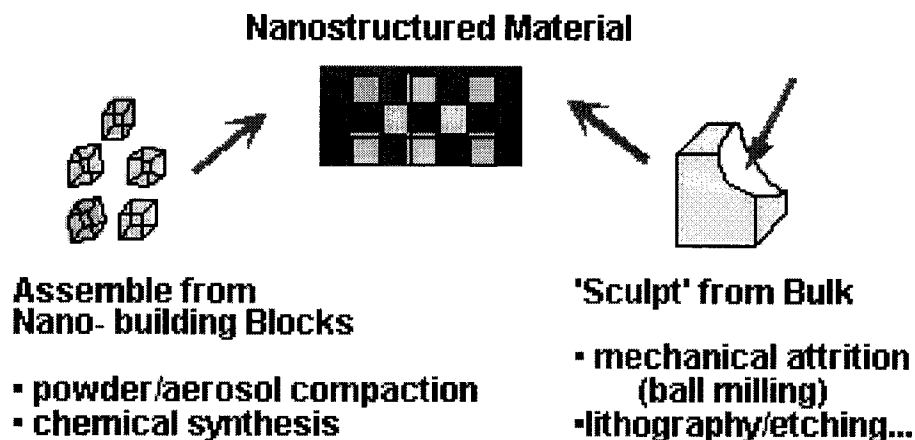 Nanostructured Material
Assemble from
Nano- building Blocks
▪ powder/aerosol compaction
▪ chemical synthesis
'Sculpt' from Bulk
▪ mechanical attrition
(ball milling)
▪lithography/etching...